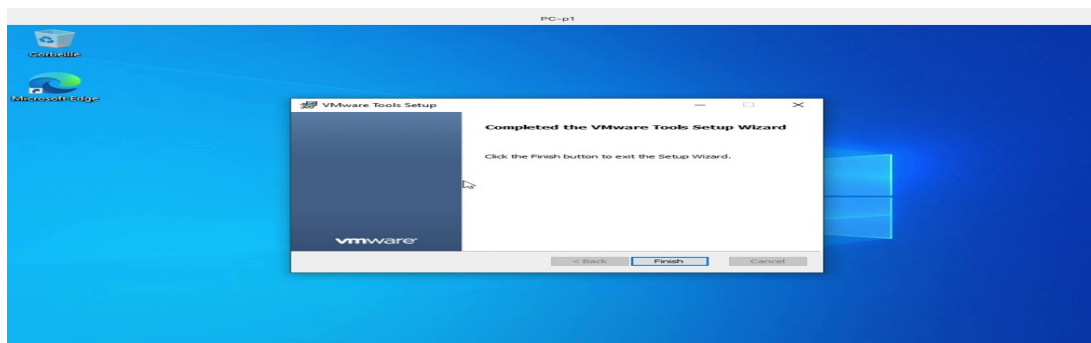 PC-p1
Corbeille
Microsoft Edge
VMware Tools Setup
Completed the VMware Tools Setup Wizard
Click the Finish button to exit the Setup Wizard.
vmware
< Back Finish Cancel